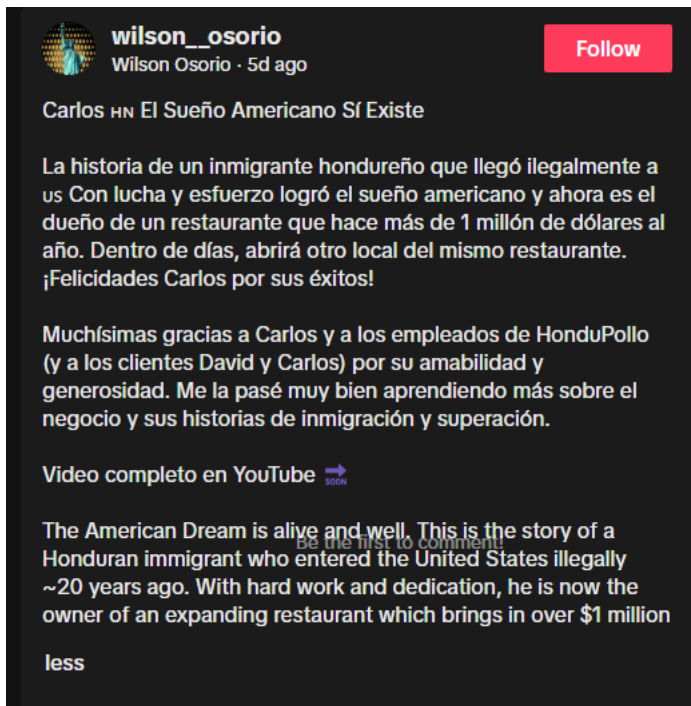 wilson__osorio
Wilson Osorio · 5d ago
Follow
Carlos HN El Sueño Americano Sí Existe
La historia de un inmigrante hondureño que llegó ilegalmente a
US Con lucha y esfuerzo logró el sueño americano y ahora es el
dueño de un restaurante que hace más de 1 millón de dólares al
año. Dentro de días, abrirá otro local del mismo restaurante.
¡Felicidades Carlos por sus éxitos!
Muchísimas gracias a Carlos y a los empleados de HonduPollo
(y a los clientes David y Carlos) por su amabilidad y
generosidad. Me la pasé muy bien aprendiendo más sobre el
negocio y sus historias de inmigración y superación.
Video completo en YouTube 🔜
The American Dream is alive and well. This is the story of a
Be the first to comment!
Honduran immigrant who entered the United States illegally
~20 years ago. With hard work and dedication, he is now the
owner of an expanding restaurant which brings in over $1 million
less